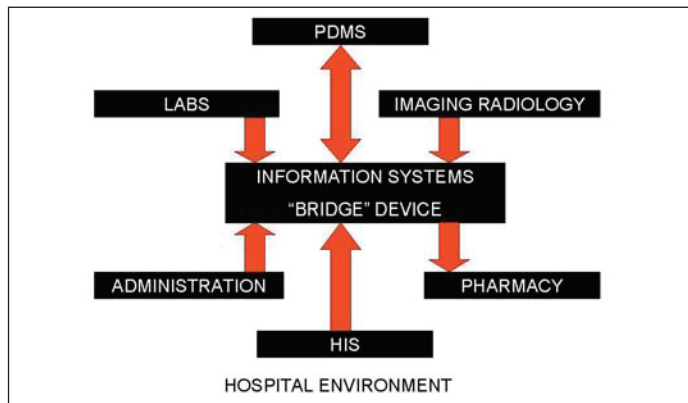 PDMS
LABS
IMAGING RADIOLOGY
INFORMATION SYSTEMS
"BRIDGE" DEVICE
ADMINISTRATION
PHARMACY
HIS
HOSPITAL ENVIRONMENT